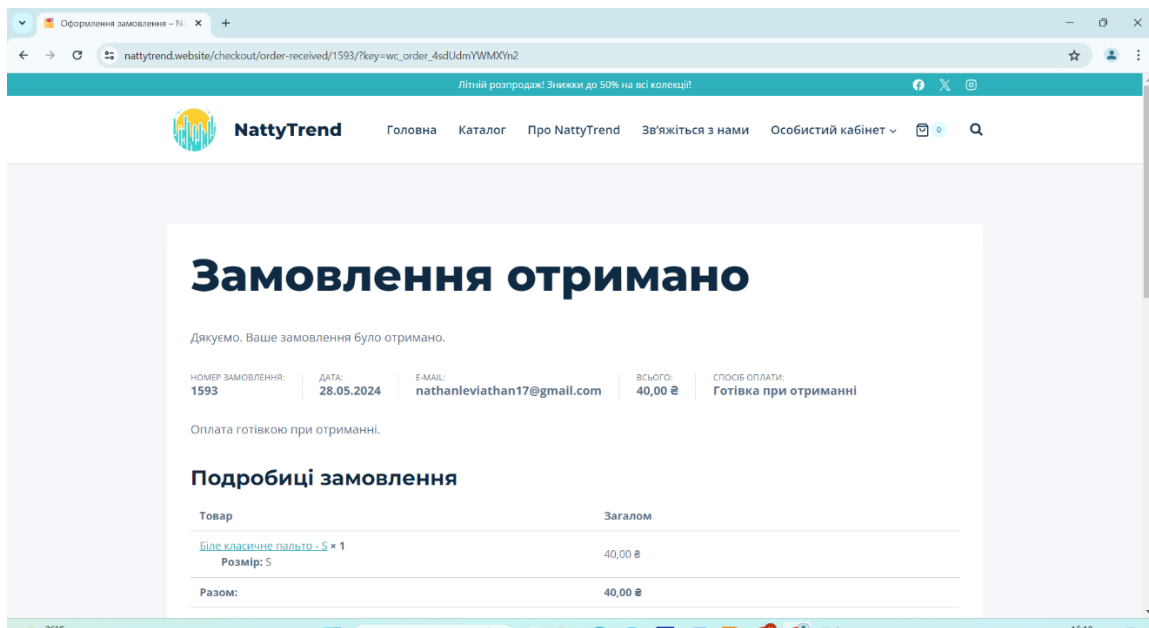 Оформлення замовлення – Na
nattytrend.website/checkout/order-received/1593/?key=wc_order_4sdUdmYWMXYn2
Літній розпродаж! Знижки до 50% на всі колекції!
NattyTrend Головна Каталог Про NattyTrend Зв'яжіться з нами Особистий кабінет 0
Замовлення отримано
Дякуємо. Ваше замовлення було отримано.
НОМЕР ЗАМОВЛЕННЯ: ДАТА: E-MAIL: ВСЬОГО: СПОСІБ ОПЛАТИ:
1593 28.05.2024 nathanleviathan17@gmail.com 40,00 ₴ Готівка при отриманні
Оплата готівкою при отриманні.
Подробиці замовлення
Товар Загалом
Біле класичне пальто - S × 1 40,00 ₴
Розмір: S
Разом: 40,00 ₴